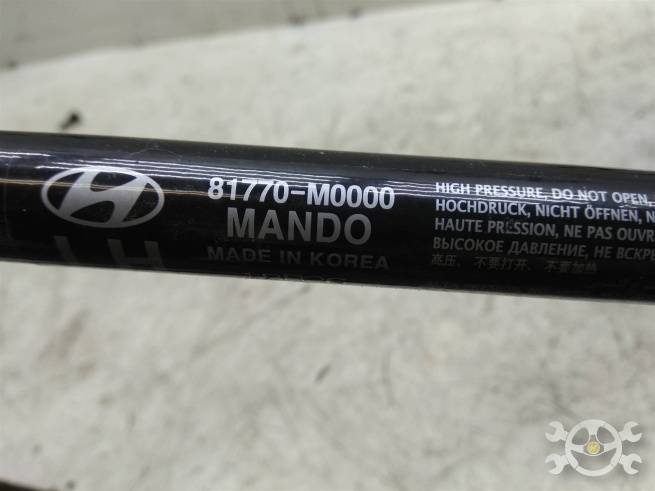 81770-M0000
MANDO
MADE IN KOREA
LH
HIGH PRESSURE, DO NOT OPEN,
HOCHDRUCK, NICHT ÖFFNEN, N
HAUTE PRESSION, NE PAS OUVR
ВЫСОКОЕ ДАВЛЕНИЕ, НЕ ВСКРЕ
高压、不要打开、不要加热